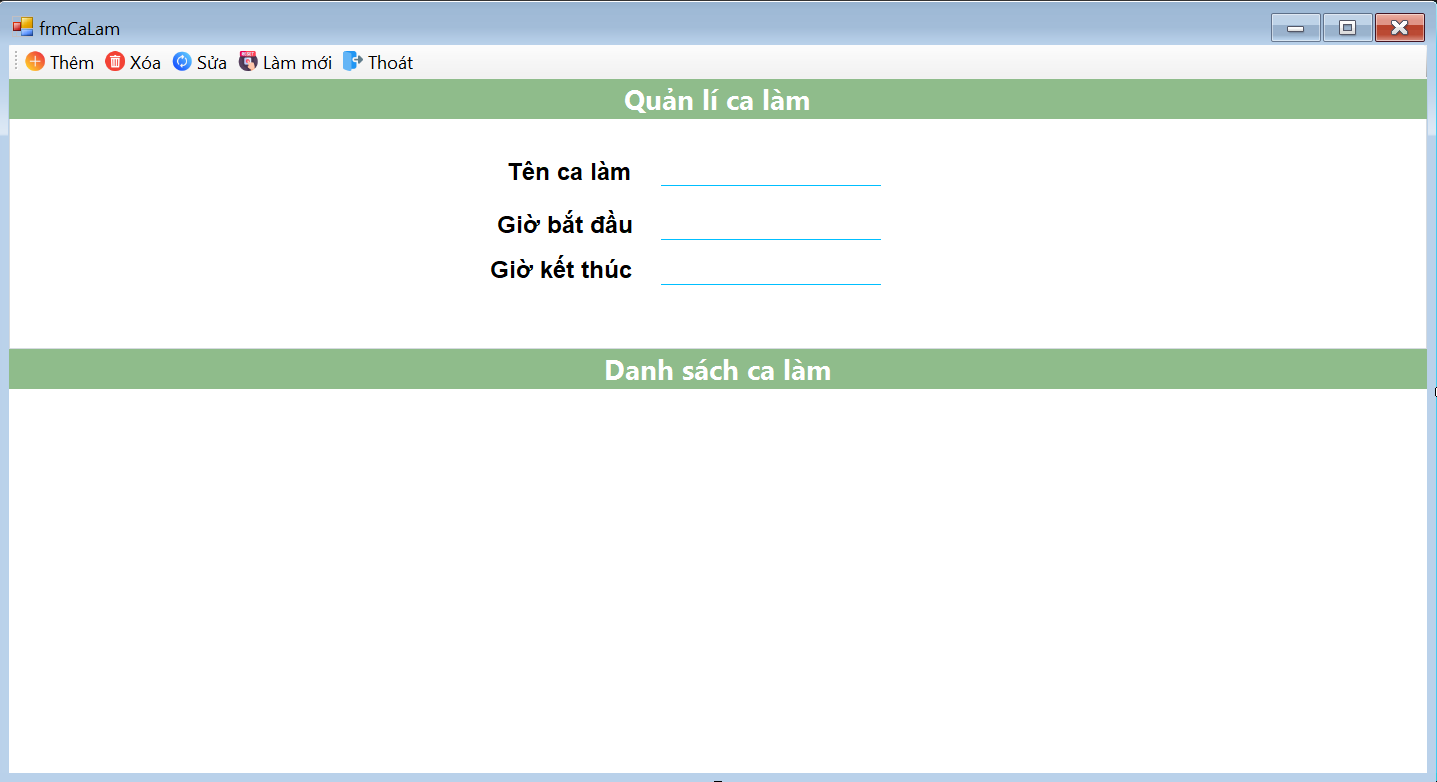 frmCaLam
Thêm Xóa Sửa Làm mới Thoát
Quản lí ca làm
Tên ca làm
Giờ bắt đầu
Giờ kết thúc
Danh sách ca làm